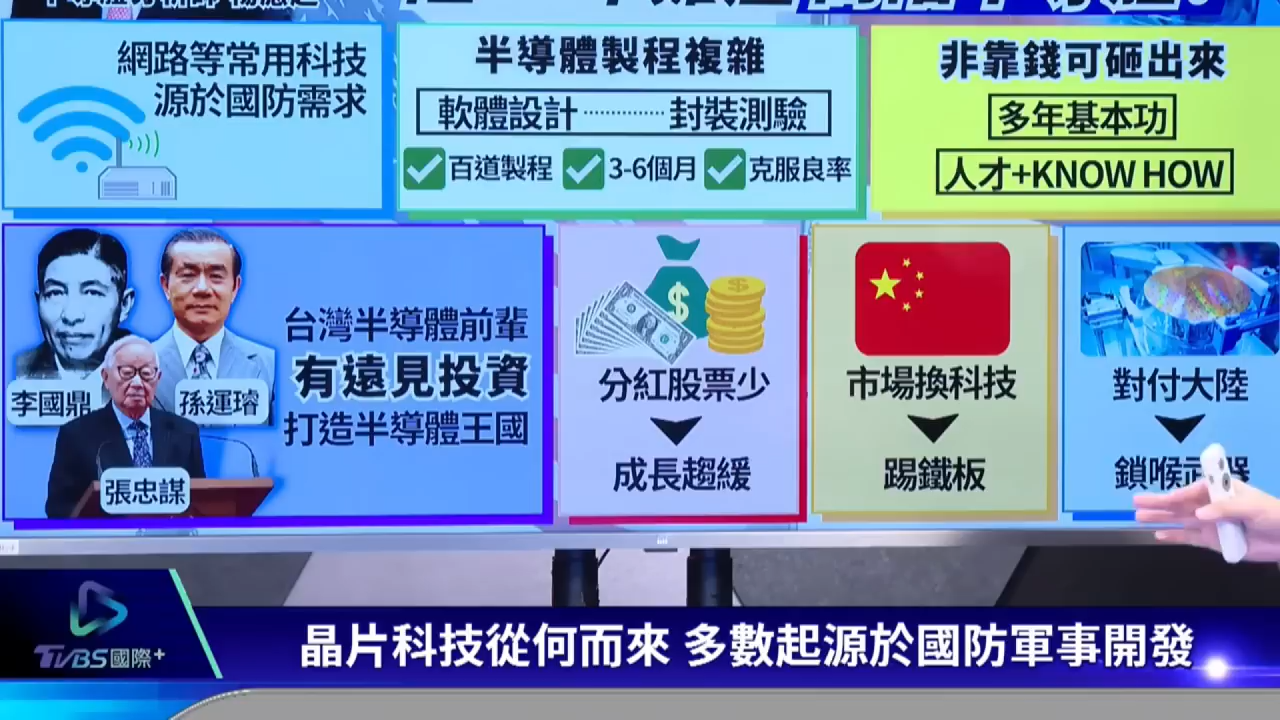 網路等常用科技
源於國防需求
半導體製程複雜
軟體設計‥‥‥‥‥‥封裝測驗
百道製程 3-6個月 克服良率
非靠錢可砸出來
多年基本功
人才+KNOW HOW
李國鼎
孫運璿
張忠謀
台灣半導體前輩
有遠見投資
打造半導體王國
分紅股票少
成長趨緩
市場換科技
踢鐵板
對付大陸
鎖喉武器
TVBS國際+
晶片科技從何而來 多數起源於國防軍事開發